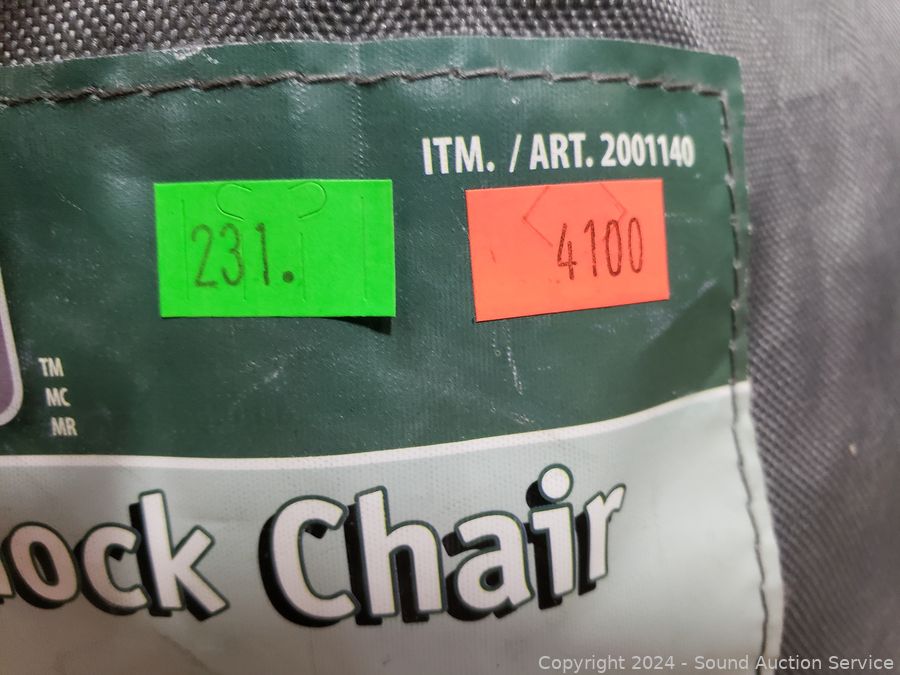 ITM. / ART. 2001140
231.
4100
TM
MC
MR
ock Chair
Copyright 2024 - Sound Auction Service